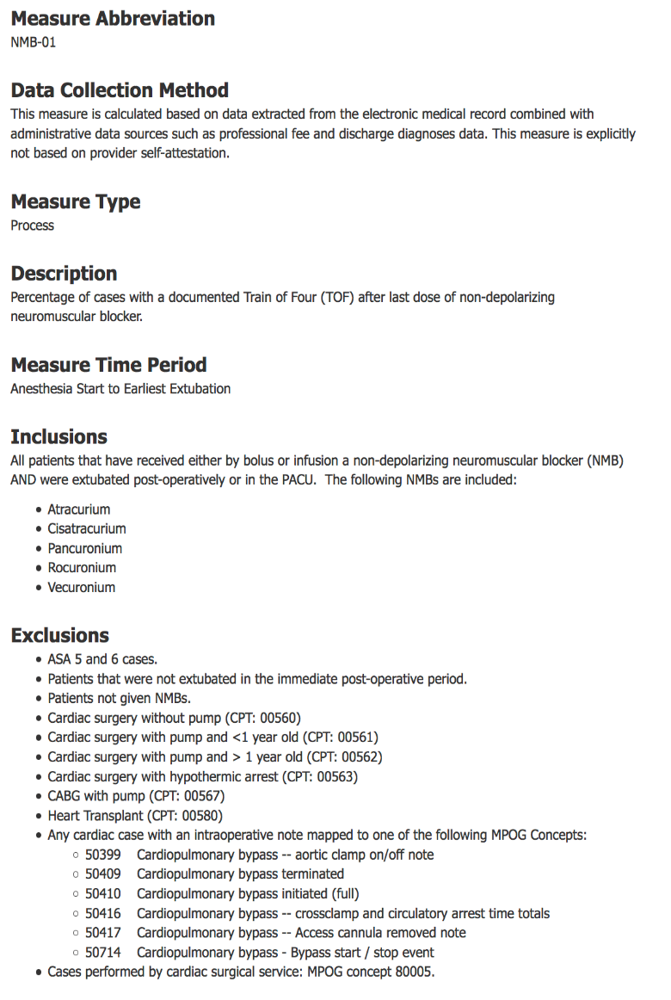 Measure Abbreviation
NMB-01
Data Collection Method
This measure is calculated based on data extracted from the electronic medical record combined with
administrative data sources such as professional fee and discharge diagnoses data. This measure is explicitly
not based on provider self-attestation.
Measure Type
Process
Description
Percentage of cases with a documented Train of Four (TOF) after last dose of non-depolarizing
neuromuscular blocker.
Measure Time Period
Anesthesia Start to Earliest Extubation
Inclusions
All patients that have received either by bolus or infusion a non-depolarizing neuromuscular blocker (NMB)
AND were extubated post-operatively or in the PACU.  The following NMBs are included:
• Atracurium
• Cisatracurium
• Pancuronium
• Rocuronium
• Vecuronium
Exclusions
• ASA 5 and 6 cases.
• Patients that were not extubated in the immediate post-operative period.
• Patients not given NMBs.
• Cardiac surgery without pump (CPT: 00560)
• Cardiac surgery with pump and <1 year old (CPT: 00561)
• Cardiac surgery with pump and > 1 year old (CPT: 00562)
• Cardiac surgery with hypothermic arrest (CPT: 00563)
• CABG with pump (CPT: 00567)
• Heart Transplant (CPT: 00580)
• Any cardiac case with an intraoperative note mapped to one of the following MPOG Concepts:
○ 50399 Cardiopulmonary bypass -- aortic clamp on/off note
○ 50409 Cardiopulmonary bypass terminated
○ 50410 Cardiopulmonary bypass initiated (full)
○ 50416 Cardiopulmonary bypass -- crossclamp and circulatory arrest time totals
○ 50417 Cardiopulmonary bypass -- Access cannula removed note
○ 50714 Cardiopulmonary bypass - Bypass start / stop event
• Cases performed by cardiac surgical service: MPOG concept 80005.